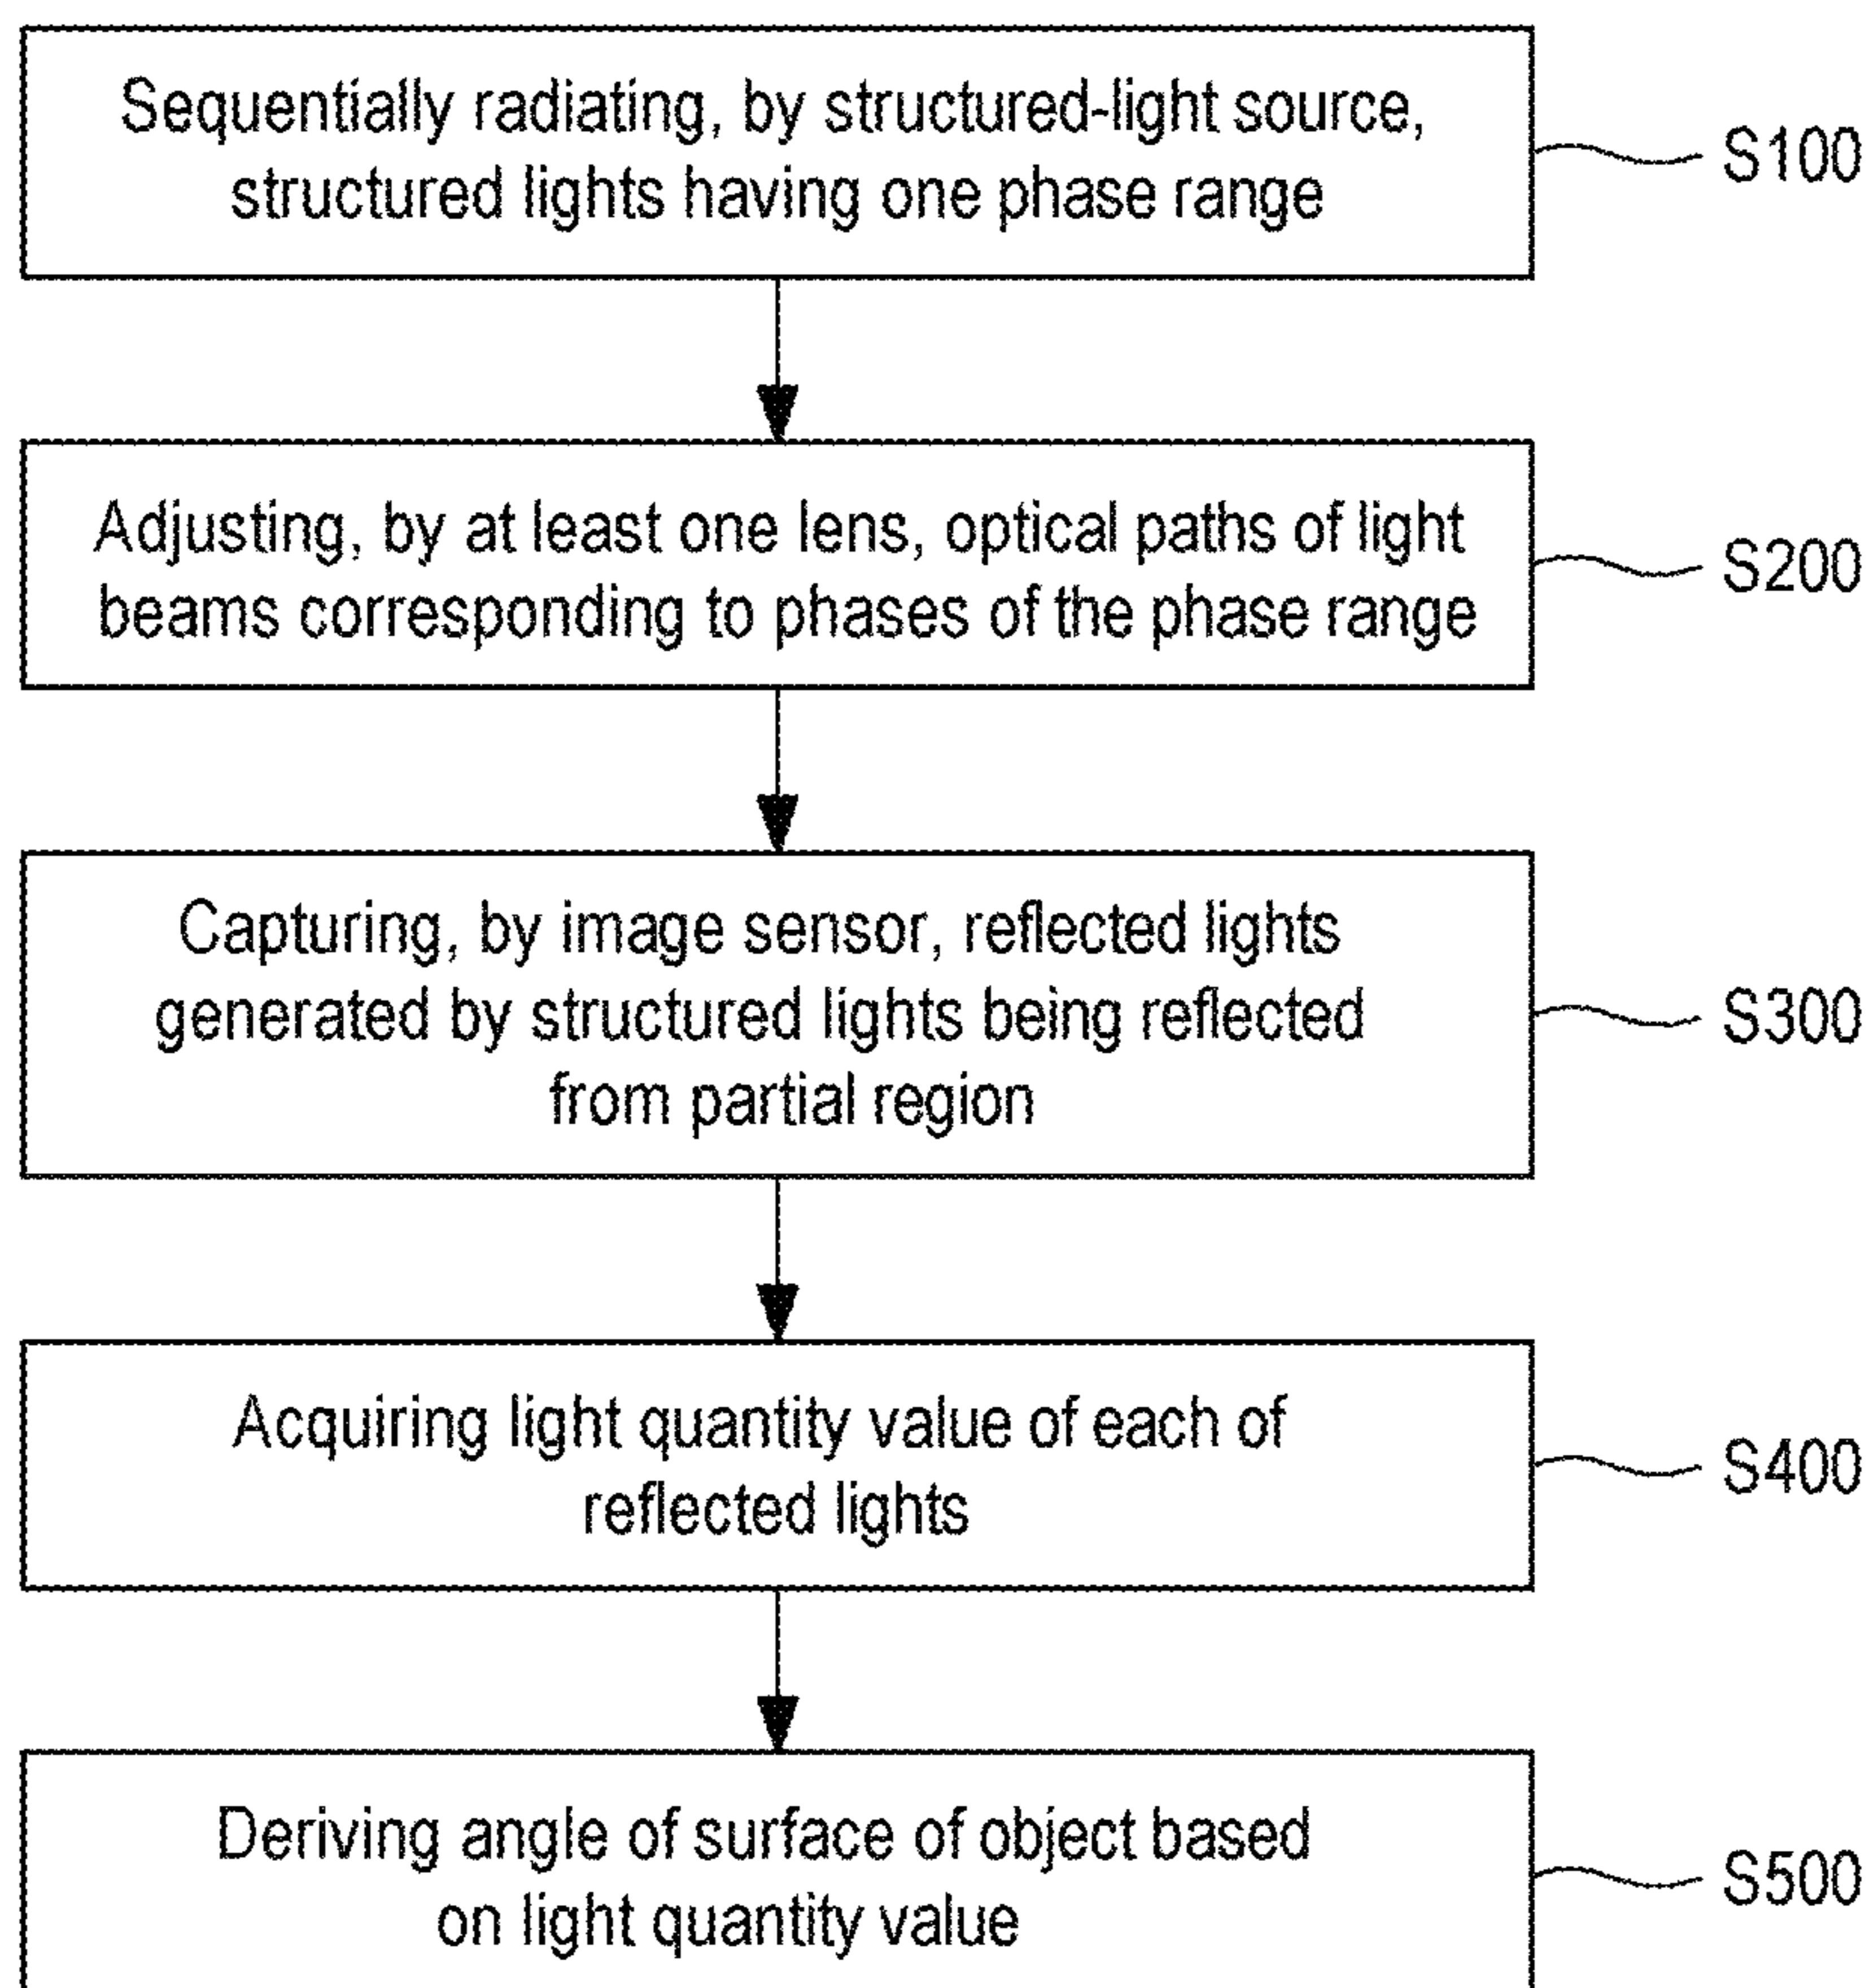 Sequentially radiating, by structured-light source,
structured lights having one phase range
S100
Adjusting, by at least one lens, optical paths of light
beams corresponding to phases of the phase range
S200
Capturing, by image sensor, reflected lights
generated by structured lights being reflected
from partial region
S300
Acquiring light quantity value of each of
reflected lights
S400
Deriving angle of surface of object based
on light quantity value
S500